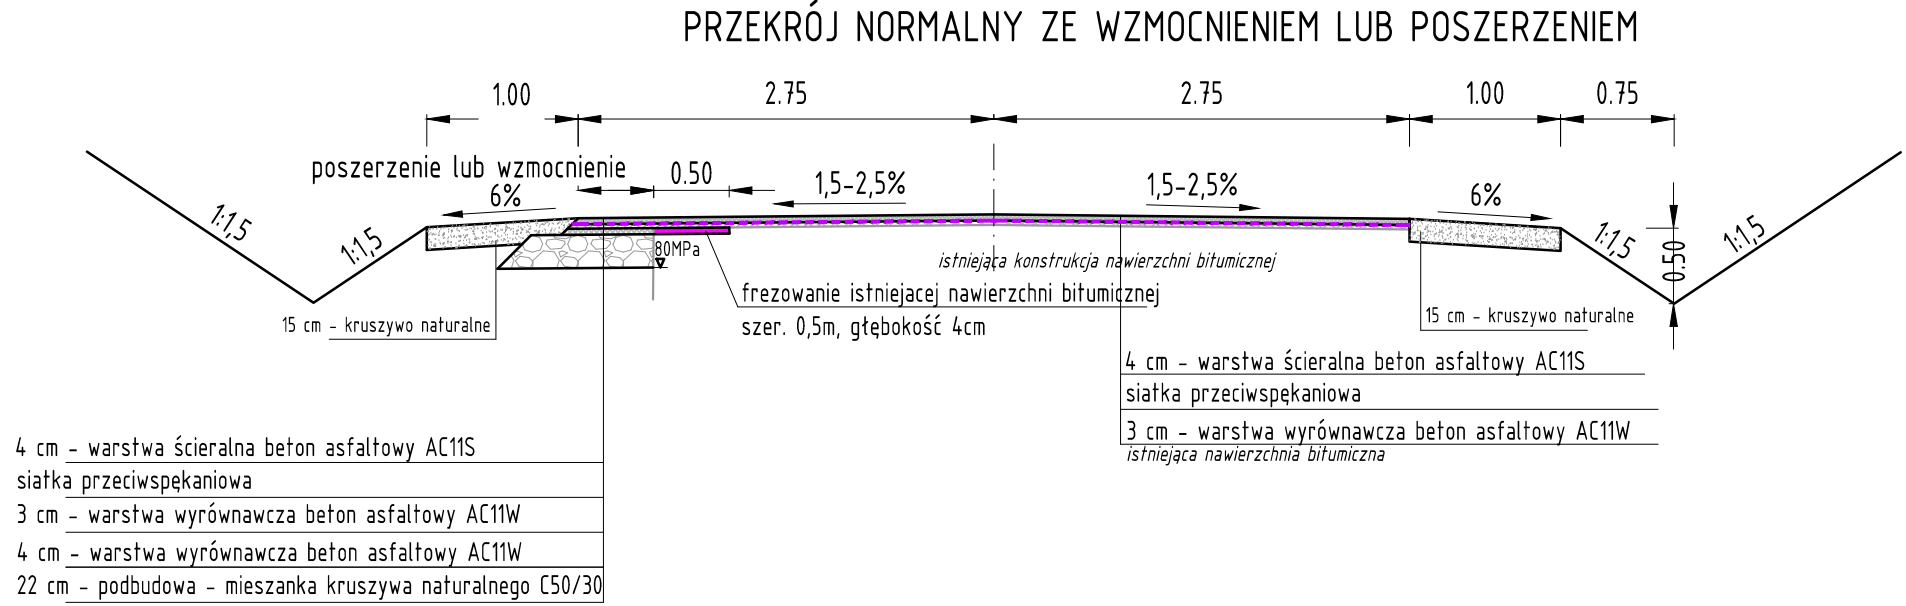 PRZEKRÓJ NORMALNY ZE WZMOCNIENIEM LUB POSZERZENIEM
1.00
2.75
2.75
1.00
0.75
poszerzenie lub wzmocnienie
0.50
6%
1,5-2,5%
1,5-2,5%
6%
1:1,5
1:1,5
1:1,5
1:1,5
0.50
80MPa
istniejąca konstrukcja nawierzchni bitumicznej
frezowanie istniejacej nawierzchni bitumicznej
szer. 0,5m, głębokość 4cm
15 cm - kruszywo naturalne
15 cm - kruszywo naturalne
4 cm - warstwa ścieralna beton asfaltowy AC11S
siatka przeciwspękaniowa
3 cm - warstwa wyrównawcza beton asfaltowy AC11W
istniejąca nawierzchnia bitumiczna
4 cm - warstwa ścieralna beton asfaltowy AC11S
siatka przeciwspękaniowa
3 cm - warstwa wyrównawcza beton asfaltowy AC11W
4 cm - warstwa wyrównawcza beton asfaltowy AC11W
22 cm - podbudowa - mieszanka kruszywa naturalnego C50/30